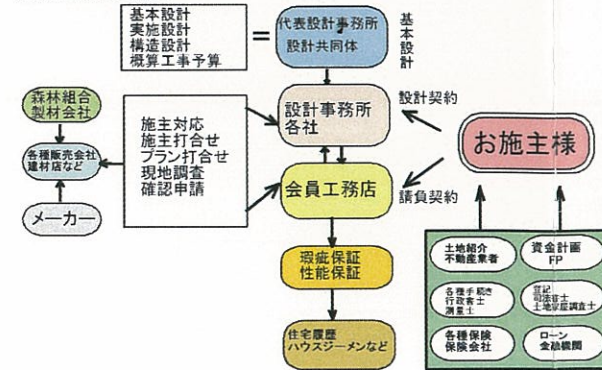 基本設計
実施設計
構造設計
概算工事予算
=
代表設計事務所
設計共同体
基本設計
森林組合
製材会社
各種販売会社
建材店など
メーカー
施主対応
施主打合せ
プラン打合せ
現地調査
確認申請
設計事務所
各社
設計契約
お施主様
会員工務店
請負契約
瑕疵保証
性能保証
住宅履歴
ハウスジーメンなど
土地紹介
不動産業者
資金計画
FP
各種手続き
行政書士
測量士
登記
司法書士
土地家屋調査士
各種保険
保険会社
ローン
金融機関